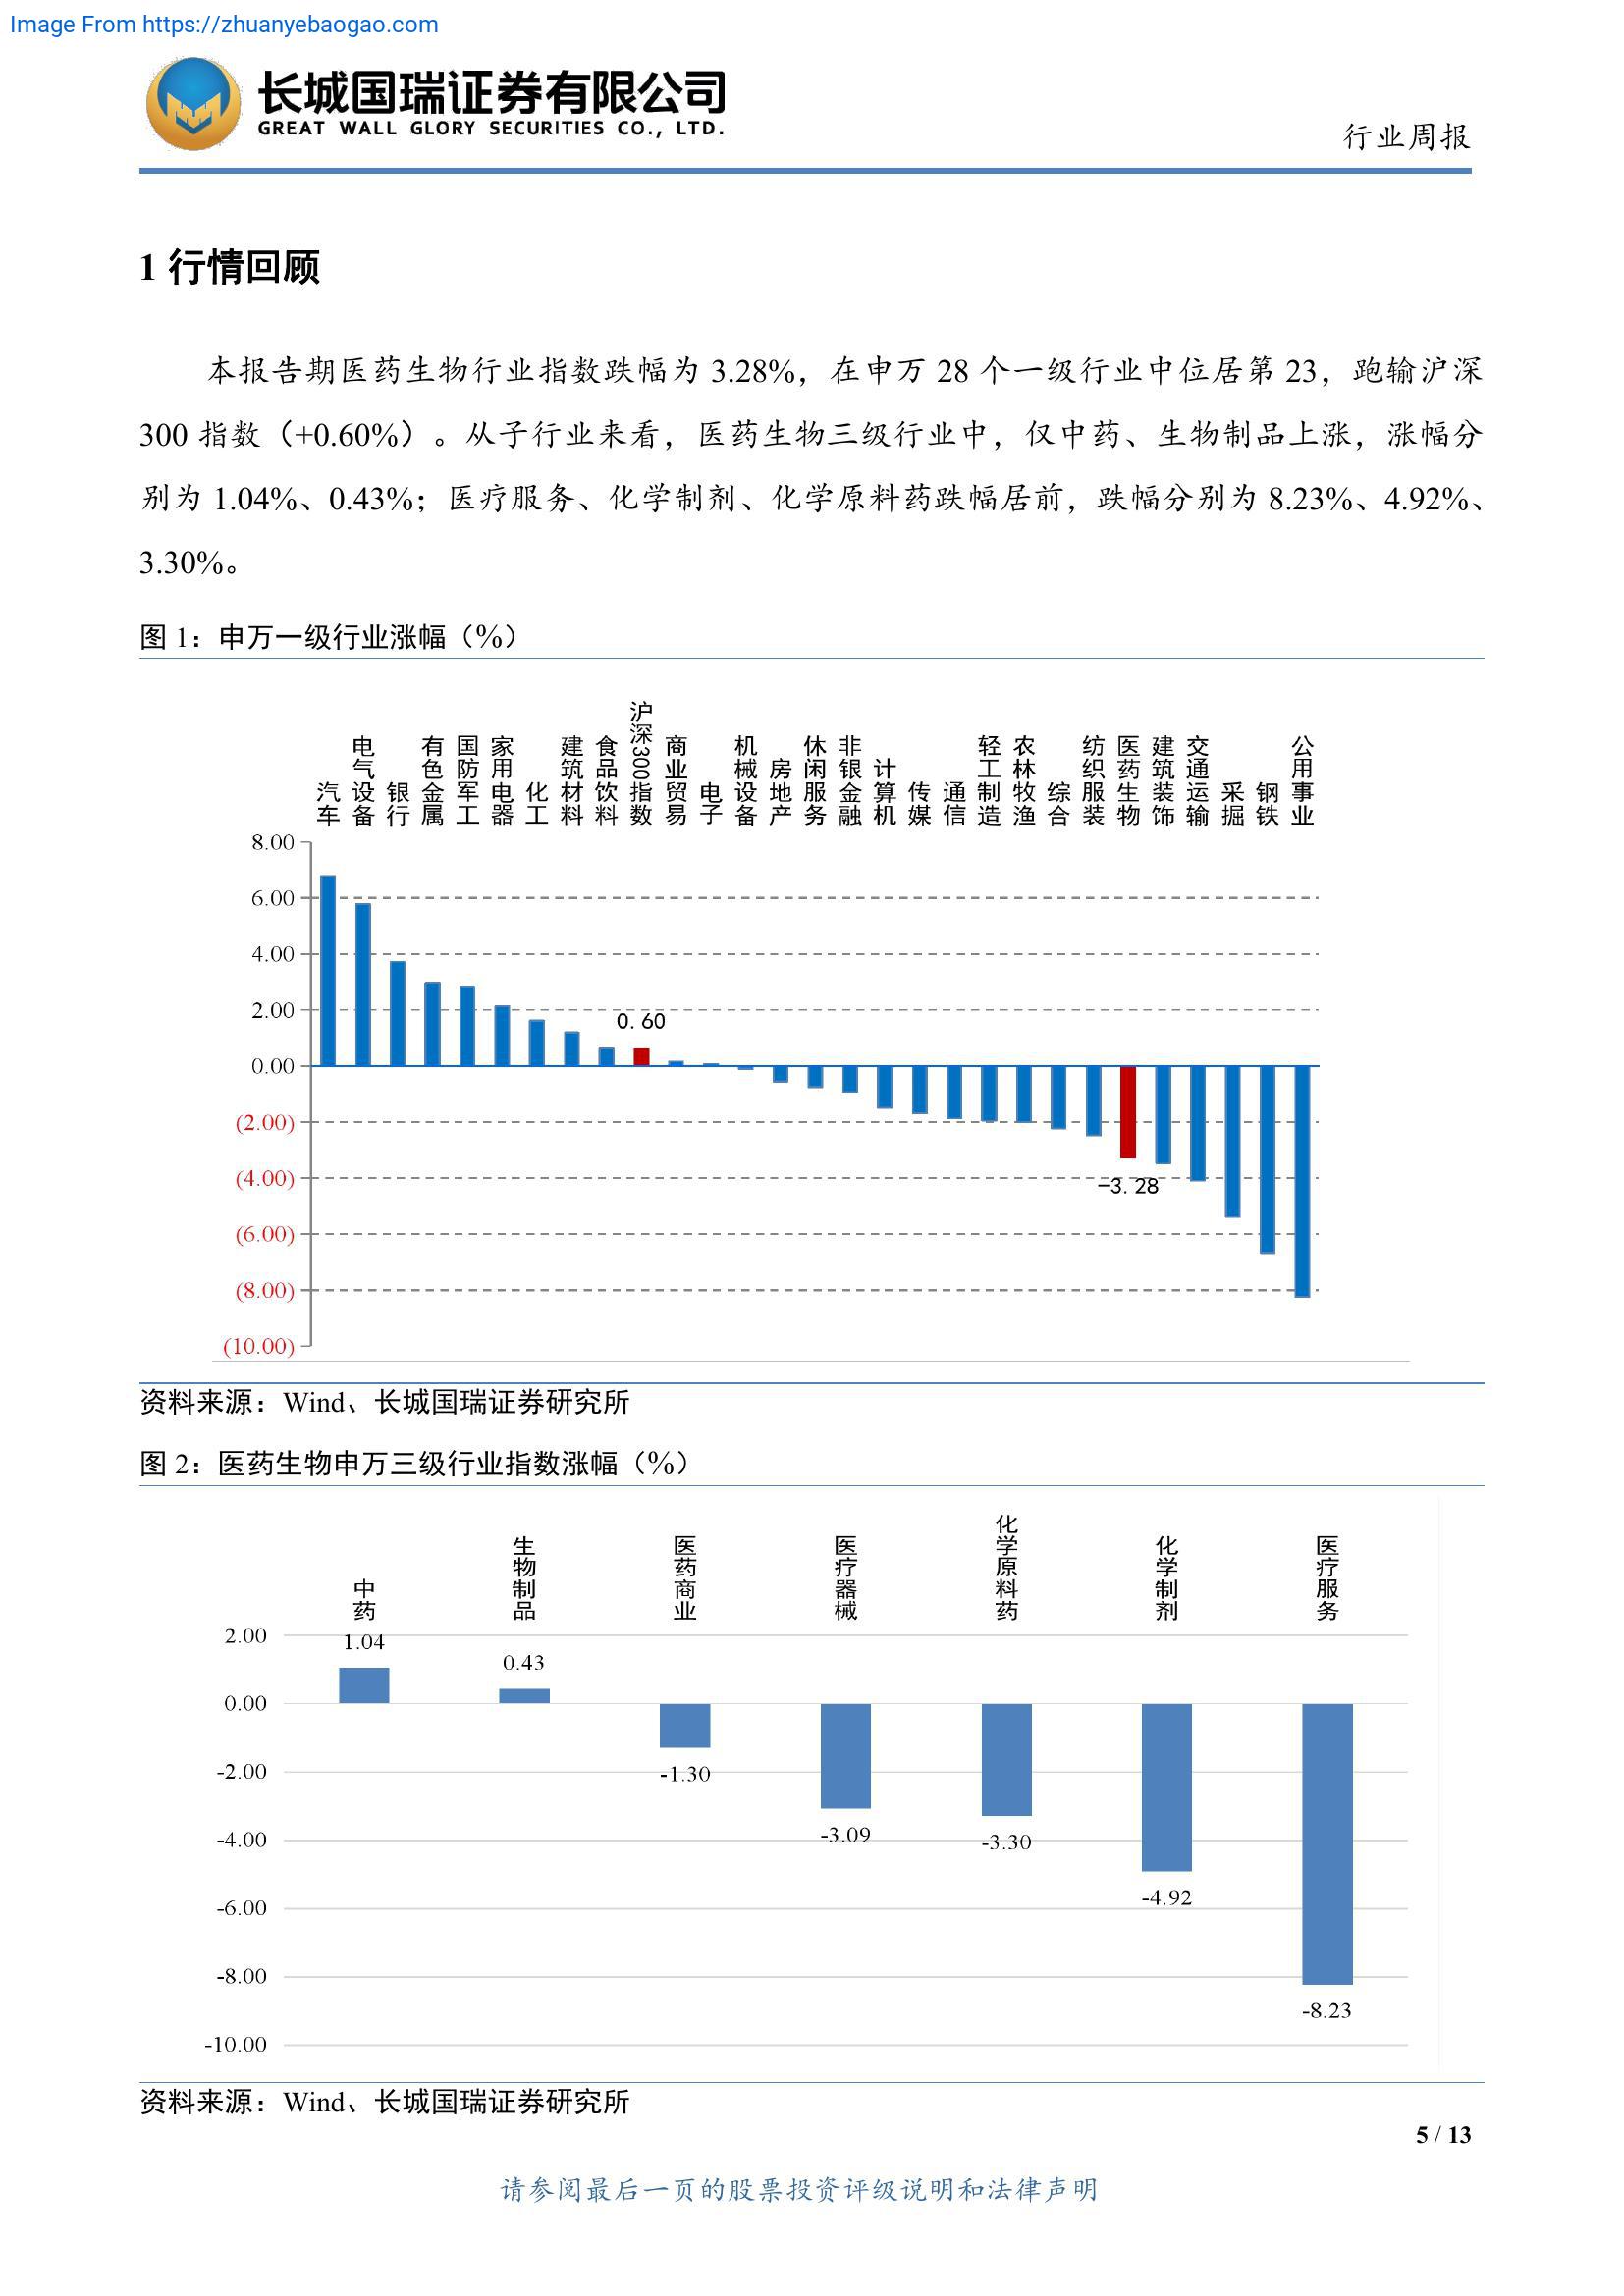 Image From https://zhuanyebaogao.com
长城国瑞证券有限公司
GREAT WALL GLORY SECURITIES CO., LTD.
行业周报
1 行情回顾
本报告期医药生物行业指数跌幅为 3.28%，在申万 28 个一级行业中位居第 23，跑输沪深
300 指数（+0.60%）。从子行业来看，医药生物三级行业中，仅中药、生物制品上涨，涨幅分
别为 1.04%、0.43%；医疗服务、化学制剂、化学原料药跌幅居前，跌幅分别为 8.23%、4.92%、
3.30%。
图 1：申万一级行业涨幅（%）
汽车
电气设备
银行
有色金属
国防军工
家用电器
化工
建筑材料
食品饮料
沪深300指数
商业贸易
电子
机械设备
房地产
休闲服务
非银金融
计算机
传媒
通信
轻工制造
农林牧渔
综合
纺织服装
医药生物
建筑装饰
交通运输
采掘
钢铁
公用事业
8.00
6.00
4.00
2.00
0.00
(2.00)
(4.00)
(6.00)
(8.00)
(10.00)
0.60
-3.28
资料来源：Wind、长城国瑞证券研究所
图 2：医药生物申万三级行业指数涨幅（%）
中药
生物制品
医药商业
医疗器械
化学原料药
化学制剂
医疗服务
2.00
0.00
-2.00
-4.00
-6.00
-8.00
-10.00
1.04
0.43
-1.30
-3.09
-3.30
-4.92
-8.23
资料来源：Wind、长城国瑞证券研究所
5 / 13
请参阅最后一页的股票投资评级说明和法律声明